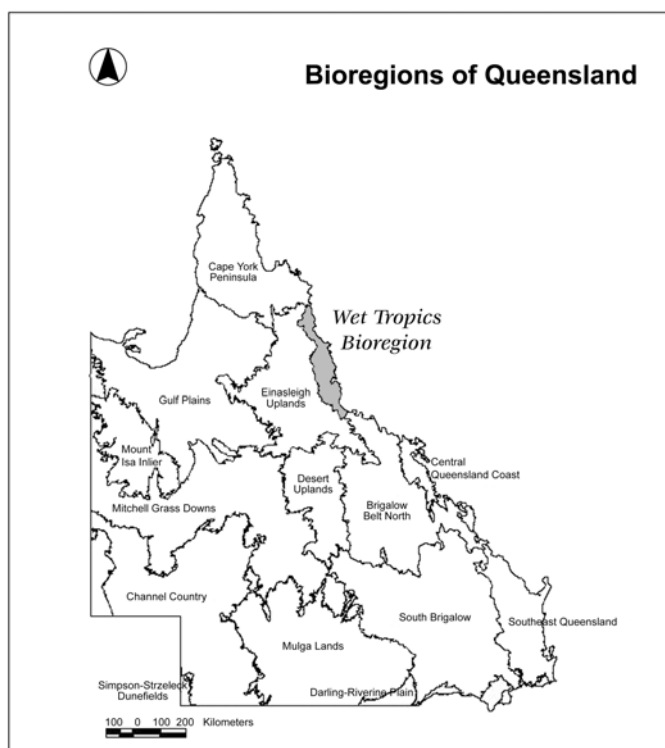 Bioregions of Queensland
Cape York
Peninsula
Wet Tropics
Bioregion
Gulf Plains
Einasleigh
Uplands
Mount
Isa Inlier
Desert
Uplands
Central
Queensland Coast
Mitchell Grass Downs
Brigalow
Belt North
Channel Country
South Brigalow
Southeast Queensland
Mulga Lands
Simpson-Strzeleck
Dunefields
Darling-Riverine Plain
100 0 100 200 Kilometers